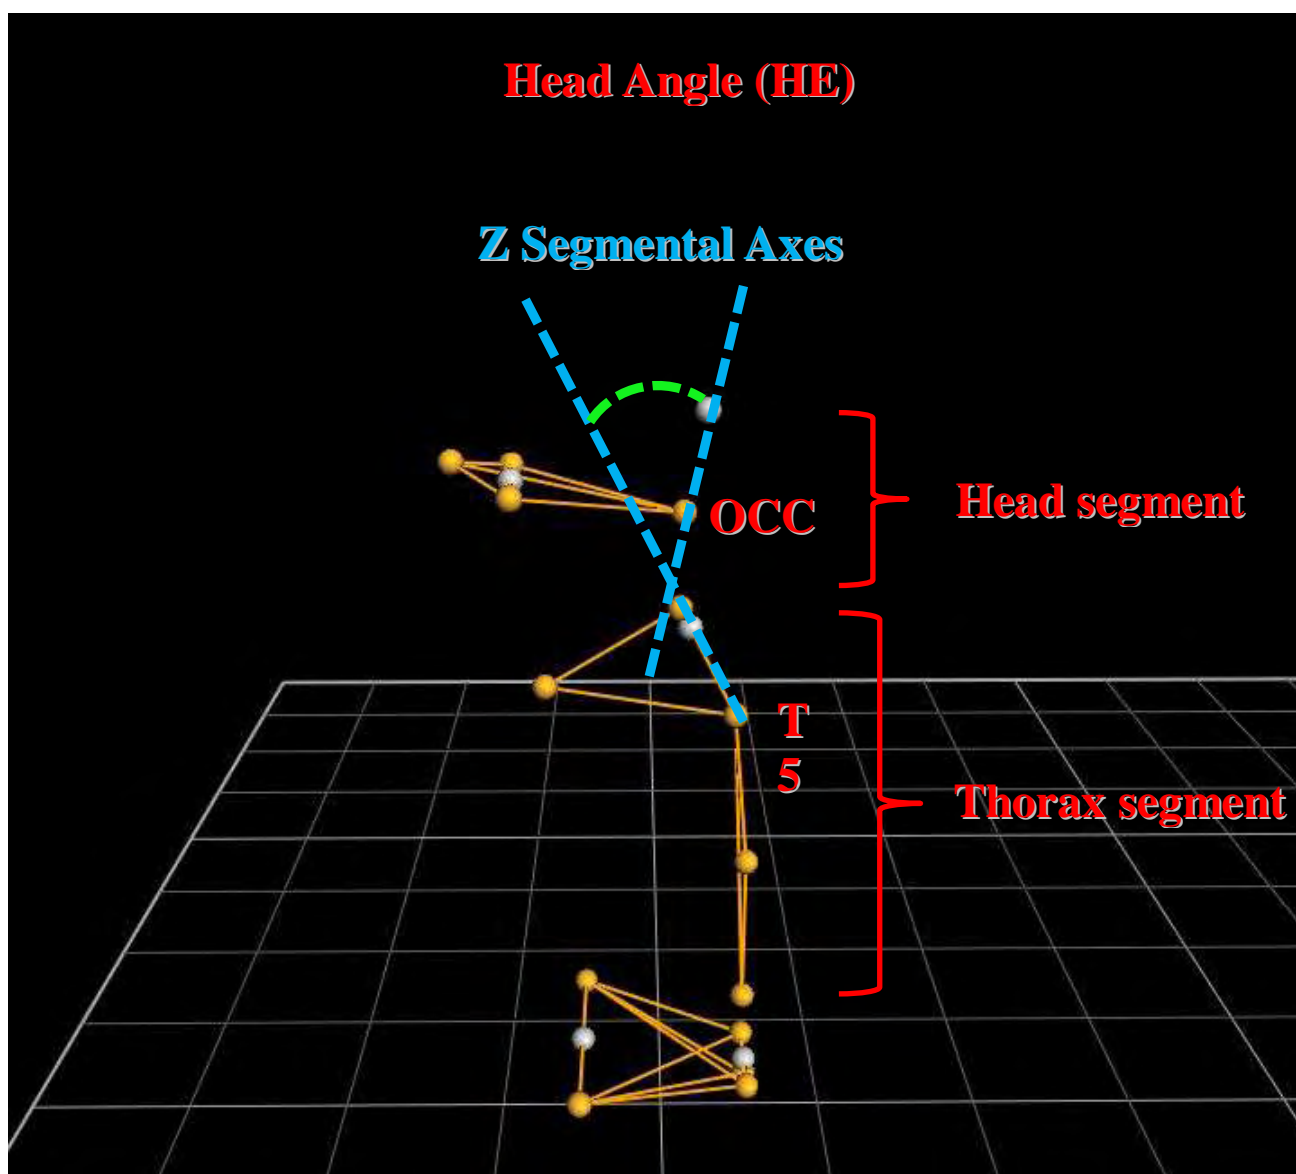 Head Angle (HE)
Z Segmental Axes
OCC
Head segment
T
5
Thorax segment